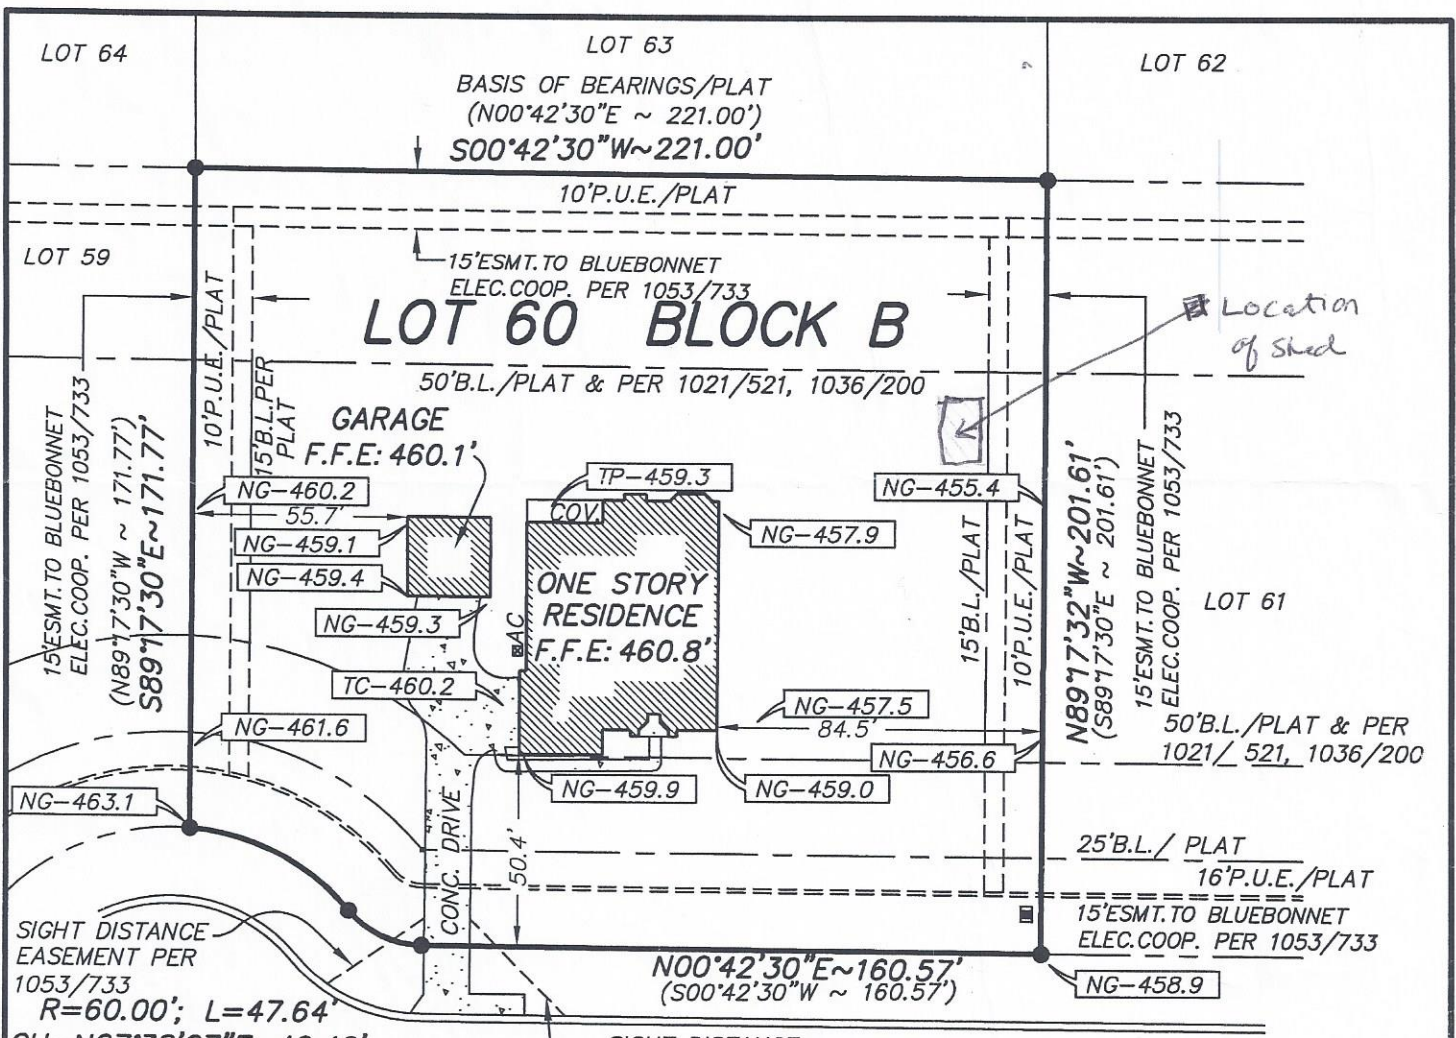 LOT 64
LOT 63
LOT 62
BASIS OF BEARINGS/PLAT
(N00°42'30"E ~ 221.00')
S00°42'30"W~221.00'
10'P.U.E./PLAT
LOT 59
15'ESMT.TO BLUEBONNET
ELEC.COOP. PER 1053/733
LOT 60 BLOCK B
Location
of Shed
50'B.L./PLAT & PER 1021/521, 1036/200
10'P.U.E./PLAT
15'B.L.PER
PLAT
15'ESMT.TO BLUEBONNET
ELEC.COOP. PER 1053/733
(N89°17'30"W ~ 171.77')
S89°17'30"E~171.77'
GARAGE
F.F.E: 460.1'
NG-460.2
55.7'
NG-459.1
NG-459.4
NG-459.3
TP-459.3
COV.
NG-457.9
NG-455.4
ONE STORY
RESIDENCE
F.F.E: 460.8'
AC
TC-460.2
NG-461.6
NG-463.1
NG-457.5
84.5'
NG-456.6
NG-459.9
NG-459.0
15'B.L./PLAT
10'P.U.E./PLAT
N89°17'32"W~201.61'
(S89°17'30"E ~ 201.61')
15'ESMT.TO BLUEBONNET
ELEC.COOP. PER 1053/733
LOT 61
50'B.L./PLAT & PER
1021/ 521, 1036/200
CONC. DRIVE
50.4'
25'B.L./ PLAT
16'P.U.E./PLAT
15'ESMT.TO BLUEBONNET
ELEC.COOP. PER 1053/733
SIGHT DISTANCE
EASEMENT PER
1053/733
N00°42'30"E~160.57'
(S00°42'30"W ~ 160.57')
NG-458.9
R=60.00'; L=47.64'
SIGHT DISTANCE